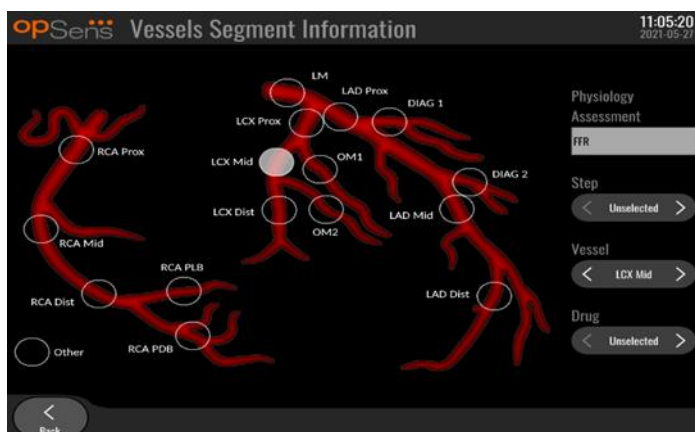 opSens Vessels Segment Information
11:05:20
2021-05-27
LM
LAD Prox
DIAG 1
LCX Prox
RCA Prox
LCX Mid
OM1
DIAG 2
LCX Dist
OM2
LAD Mid
RCA Mid
RCA PLB
RCA Dist
LAD Dist
RCA PDB
Other
Physiology
Assessment
FFR
Step
< Unselected >
Vessel
< LCX Mid >
Drug
< Unselected >
<
Back